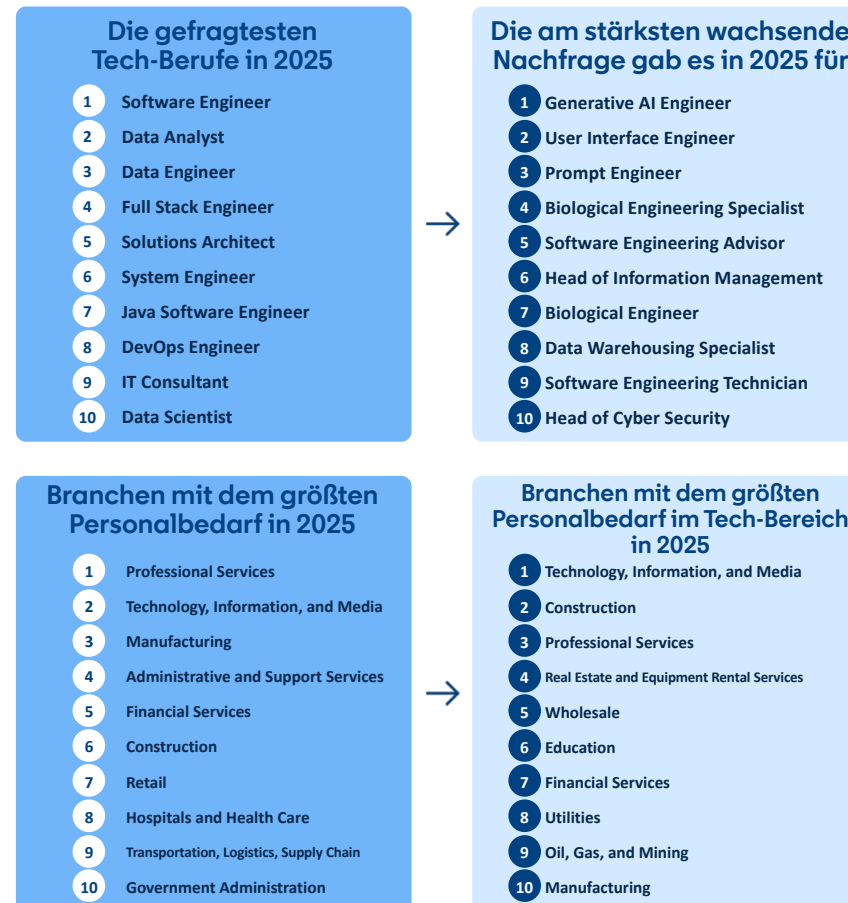 Die gefragtesten
Tech-Berufe in 2025
1 Software Engineer
2 Data Analyst
3 Data Engineer
4 Full Stack Engineer
5 Solutions Architect
6 System Engineer
7 Java Software Engineer
8 DevOps Engineer
9 IT Consultant
10 Data Scientist
Die am stärksten wachsende
Nachfrage gab es in 2025 für
1 Generative AI Engineer
2 User Interface Engineer
3 Prompt Engineer
4 Biological Engineering Specialist
5 Software Engineering Advisor
6 Head of Information Management
7 Biological Engineer
8 Data Warehousing Specialist
9 Software Engineering Technician
10 Head of Cyber Security
Branchen mit dem größten
Personalbedarf in 2025
1 Professional Services
2 Technology, Information, and Media
3 Manufacturing
4 Administrative and Support Services
5 Financial Services
6 Construction
7 Retail
8 Hospitals and Health Care
9 Transportation, Logistics, Supply Chain
10 Government Administration
Branchen mit dem größten
Personalbedarf im Tech-Bereich
in 2025
1 Technology, Information, and Media
2 Construction
3 Professional Services
4 Real Estate and Equipment Rental Services
5 Wholesale
6 Education
7 Financial Services
8 Utilities
9 Oil, Gas, and Mining
10 Manufacturing